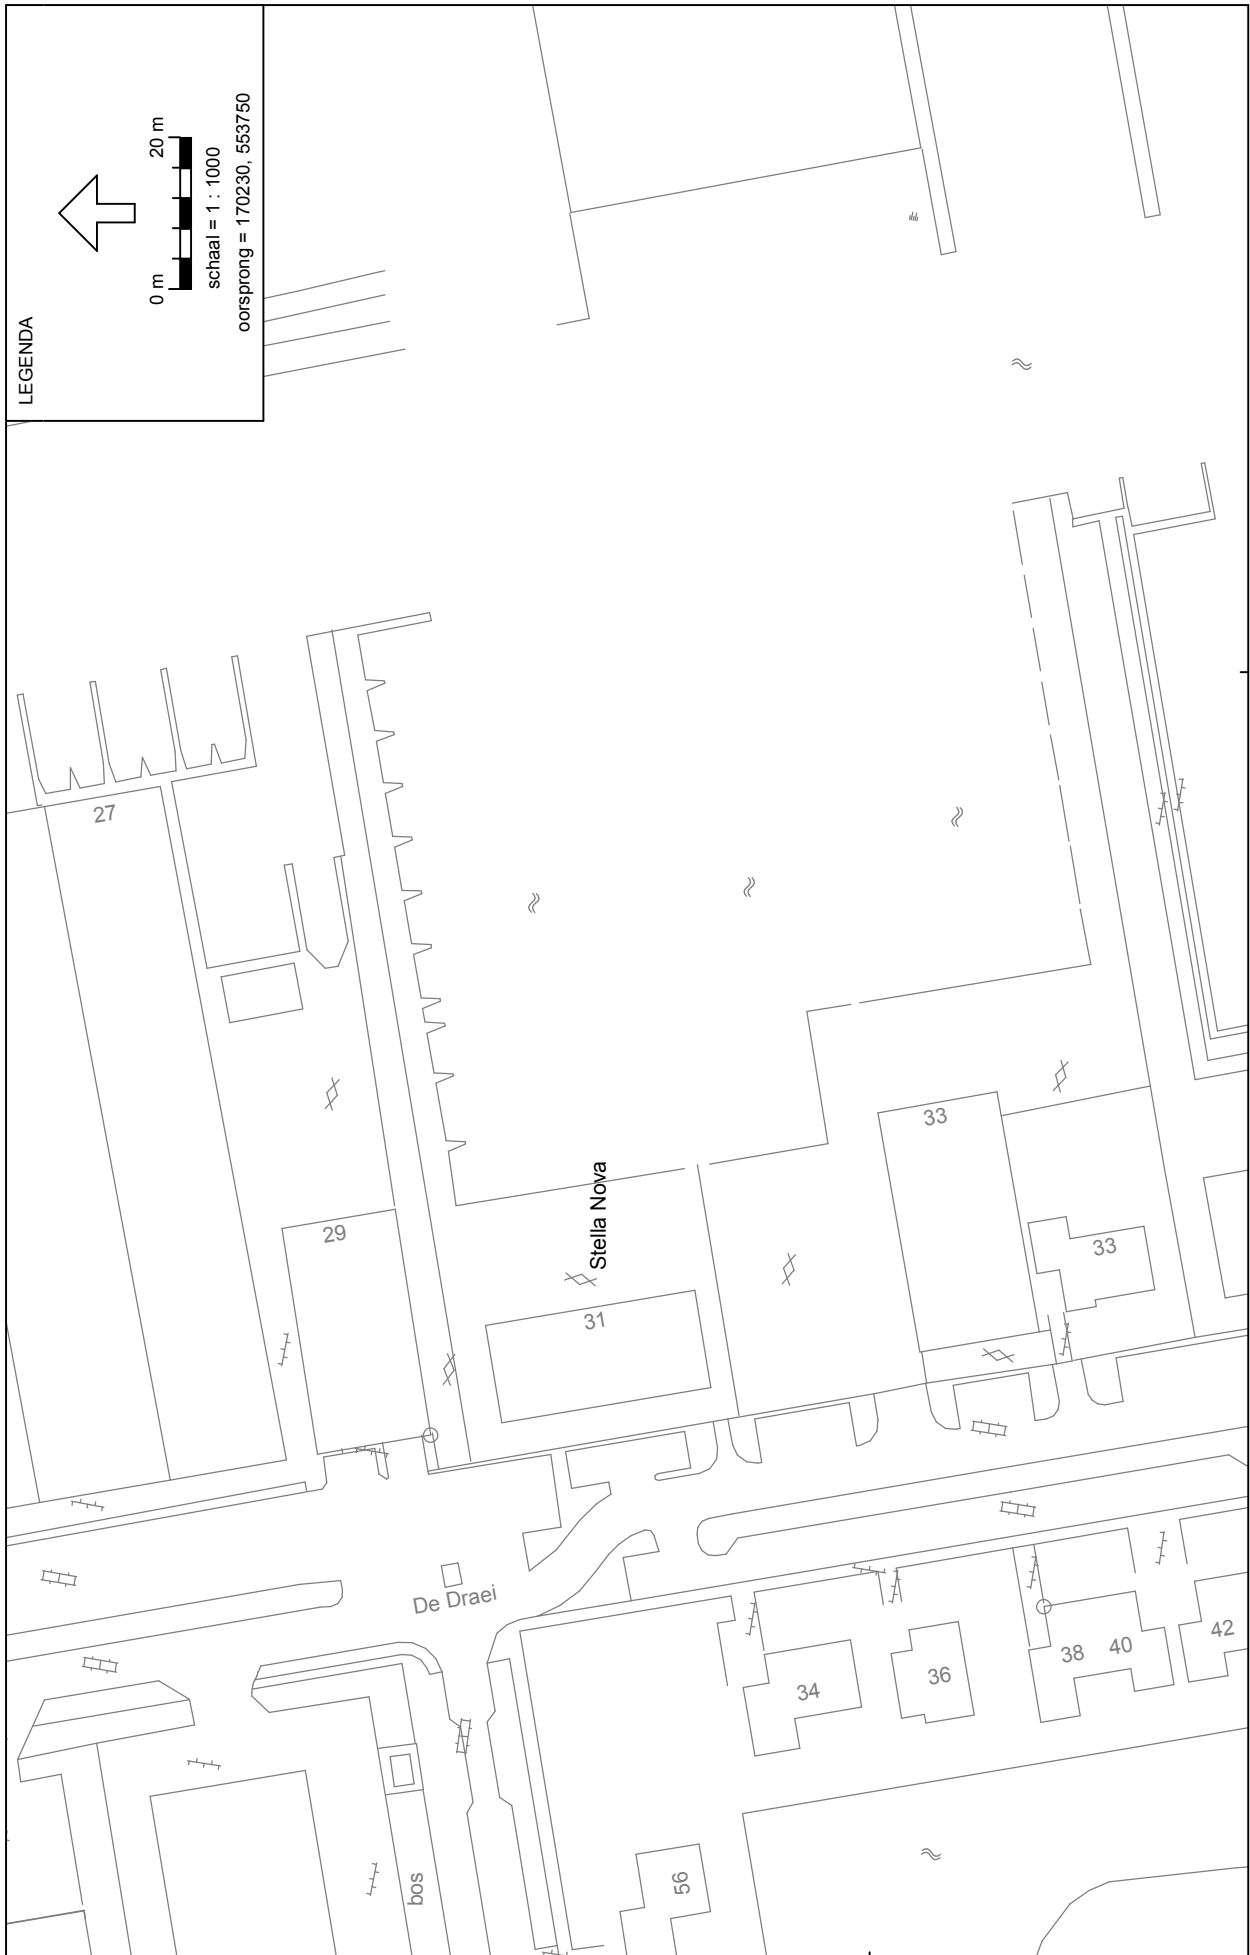 LEGENDA
0 m
20 m
schaal = 1 : 1000
oorsprong = 170230, 553750
27
29
33
33
Stella Nova
31
De Draei
34
36
38
40
42
56
bos